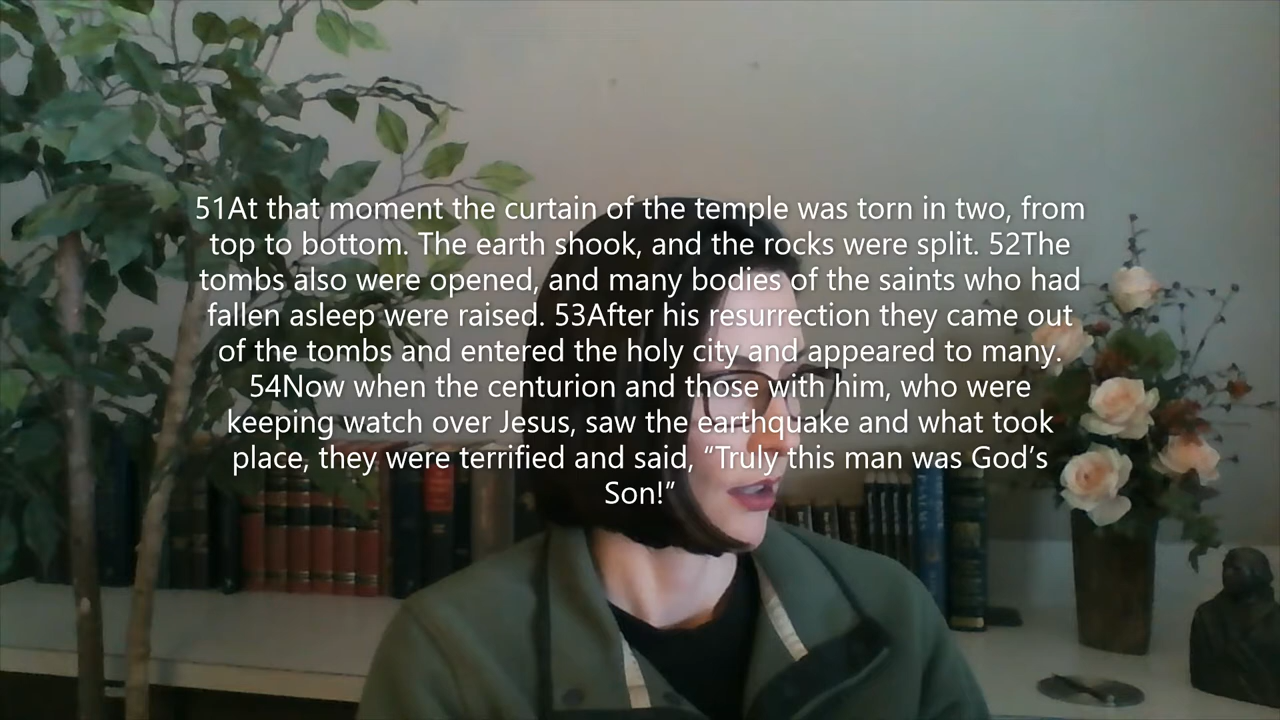 51At that moment the curtain of the temple was torn in two, from
top to bottom. The earth shook, and the rocks were split. 52The
tombs also were opened, and many bodies of the saints who had
fallen asleep were raised. 53After his resurrection they came out
of the tombs and entered the holy city and appeared to many.
54Now when the centurion and those with him, who were
keeping watch over Jesus, saw the earthquake and what took
place, they were terrified and said, “Truly this man was God’s
Son!”